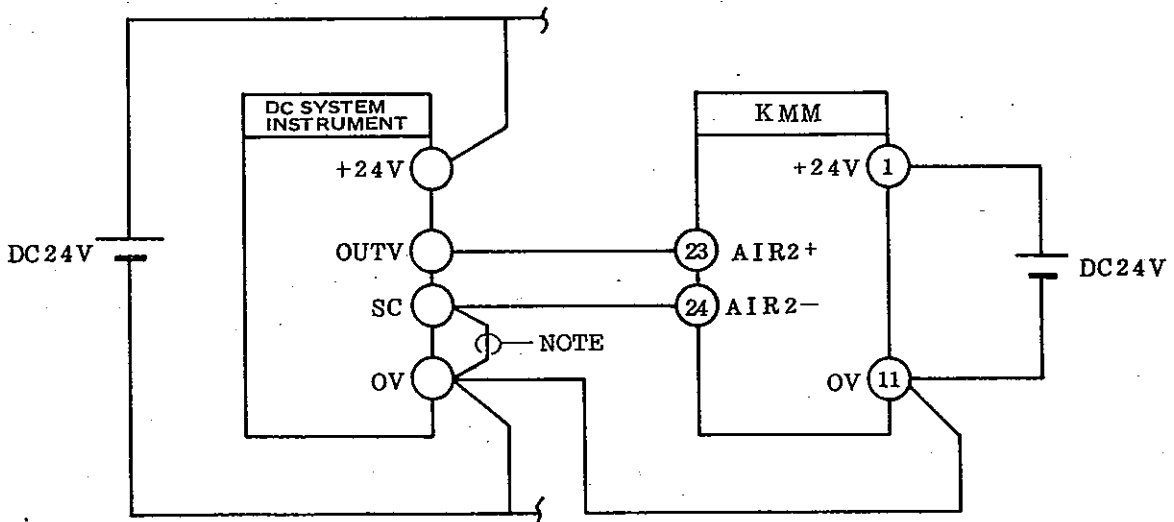 DC SYSTEM
INSTRUMENT
KMM
+24V
+24V
1
DC24V
OUTV
23
AIR2+
DC24V
SC
24
AIR2−
NOTE
OV
OV
11